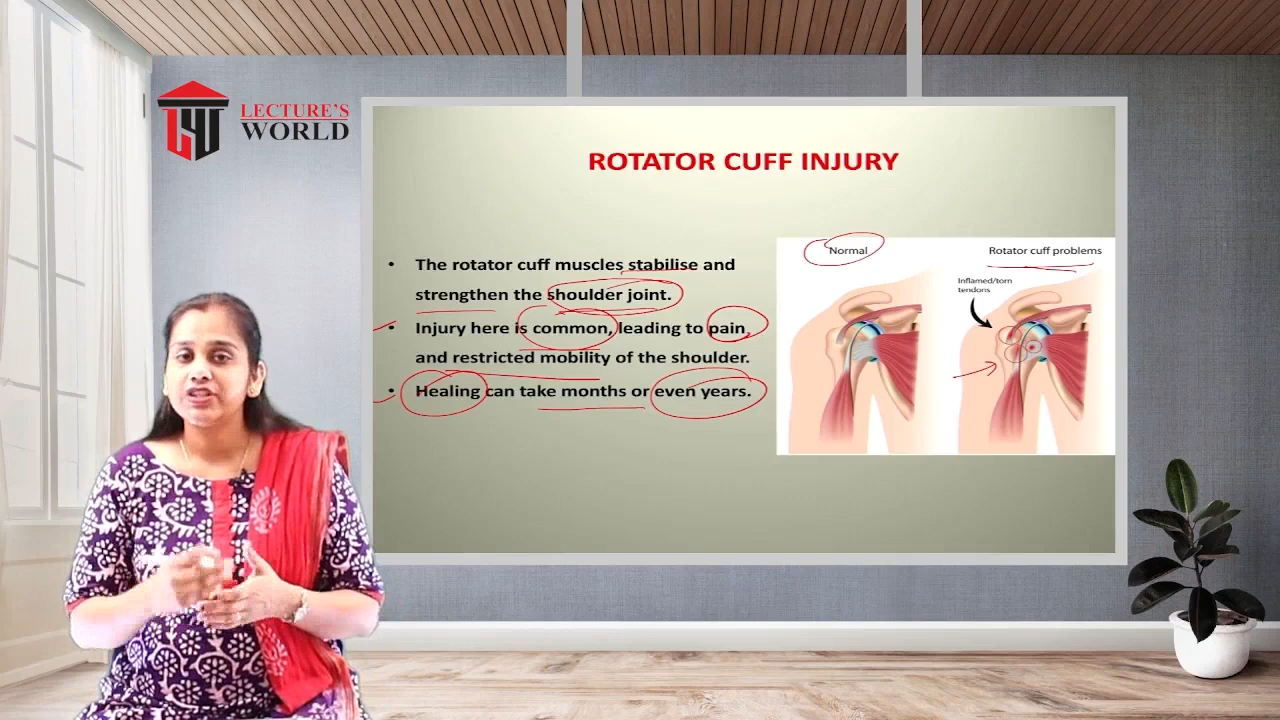 LECTURE'S
WORLD
ROTATOR CUFF INJURY
• The rotator cuff muscles stabilise and
strengthen the shoulder joint.
• Injury here is common, leading to pain,
and restricted mobility of the shoulder.
• Healing can take months or even years.
Normal
Rotator cuff problems
Inflamed/torn
tendons